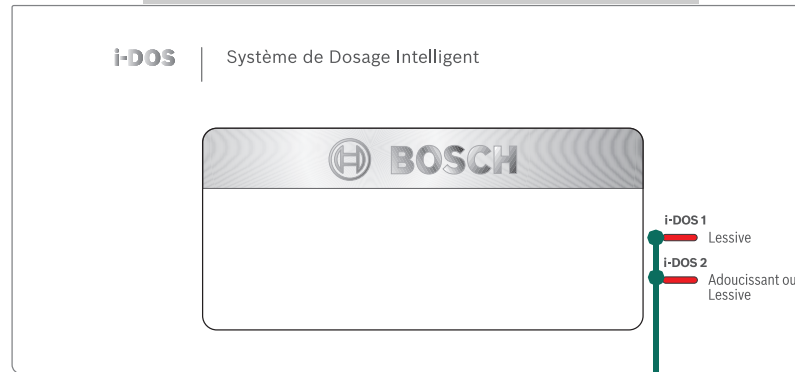 i-DOS
Système de Dosage Intelligent
BOSCH
i-DOS 1
Lessive
i-DOS 2
Adoucissant ou
Lessive